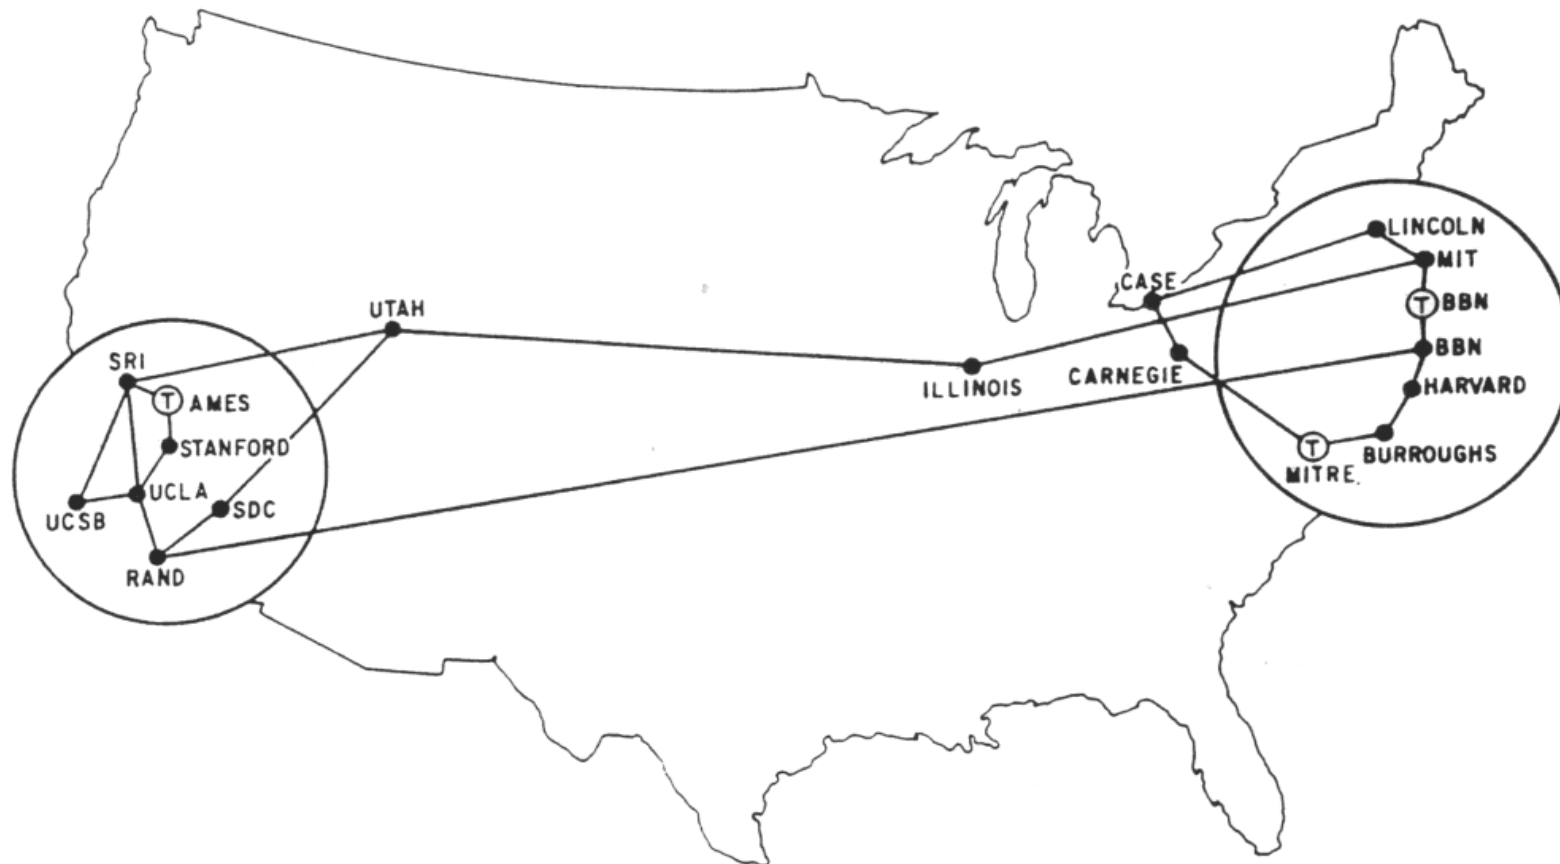 LINCOLN
MIT
CASE
T BBN
UTAH
BBN
SRI
ILLINOIS
CARNEGIE
HARVARD
T AMES
STANFORD
T
BURROUGHS
MITRE.
UCLA
SDC
UCSB
RAND